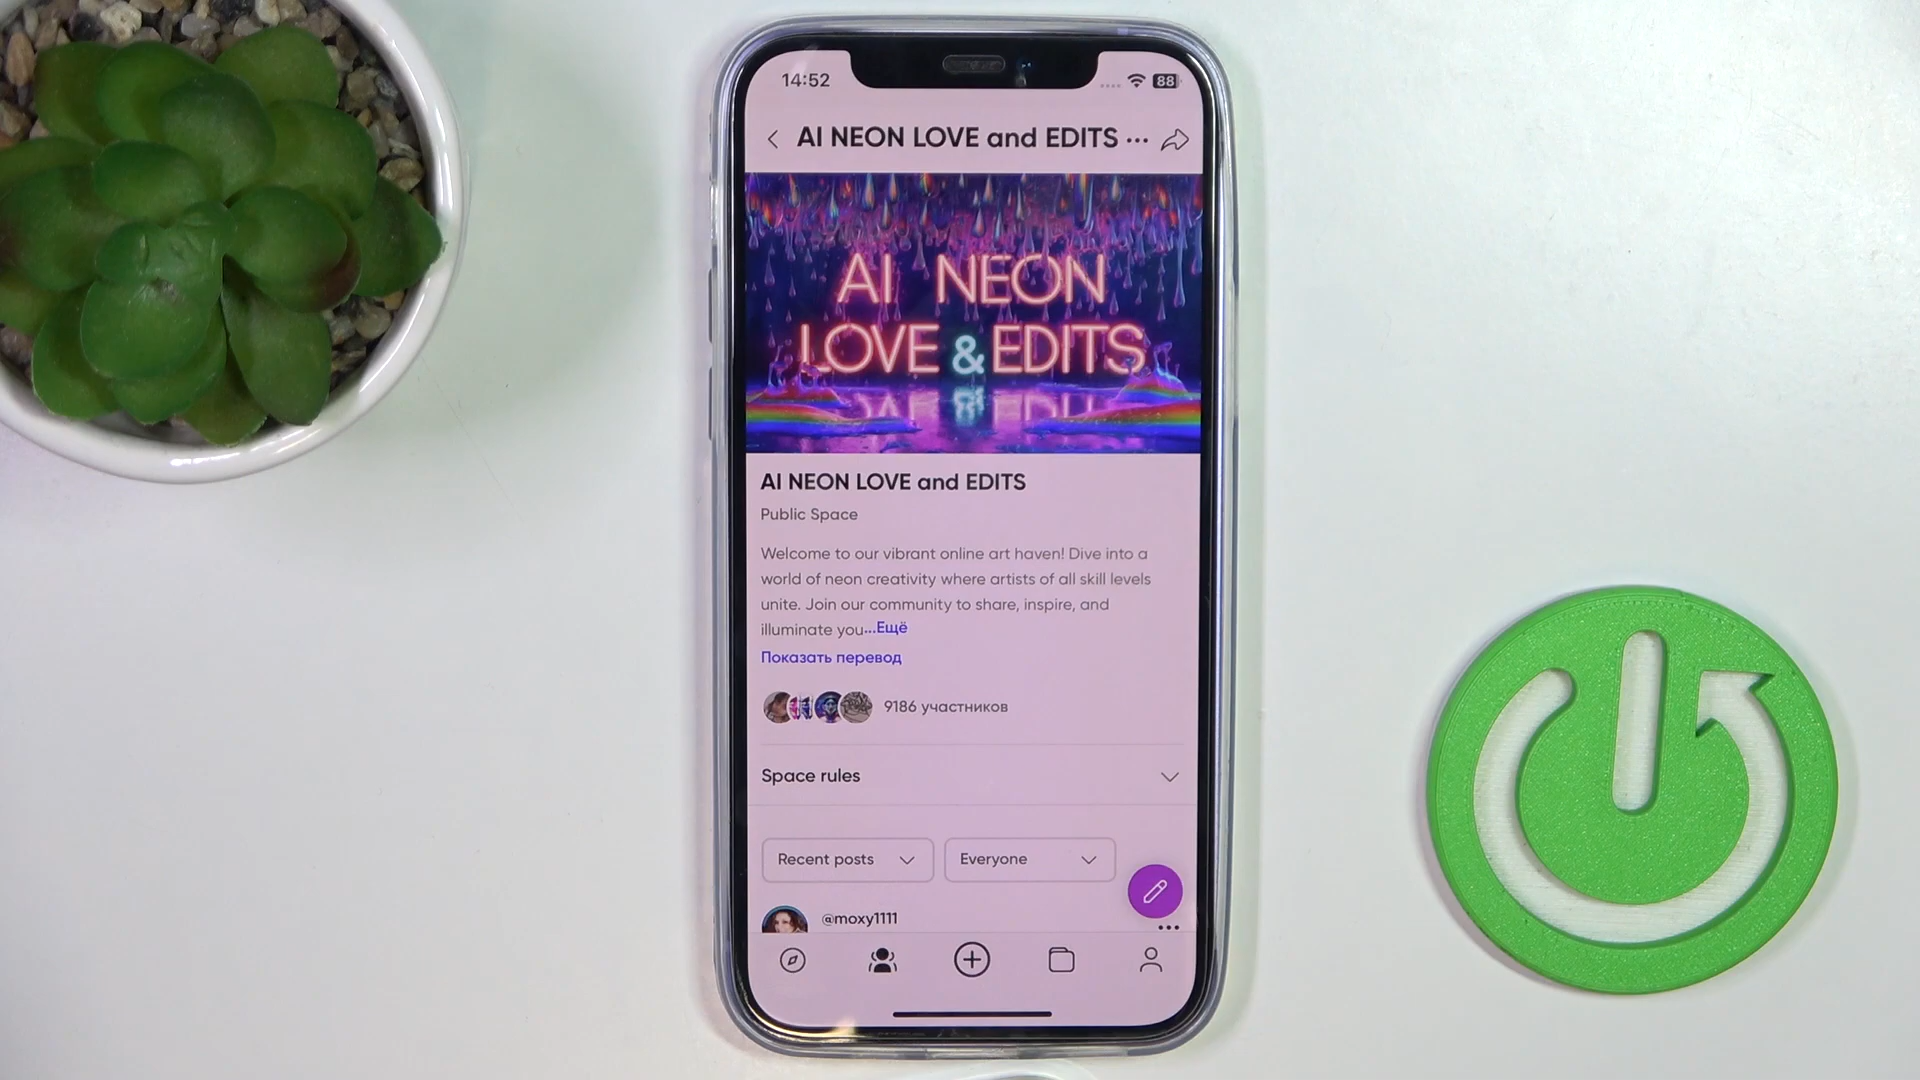 14:52
88
AI NEON LOVE and EDITS
AI NEON
LOVE & EDITS
AI NEON LOVE and EDITS
Public Space
Welcome to our vibrant online art haven! Dive into a
world of neon creativity where artists of all skill levels
unite. Join our community to share, inspire, and
illuminate you...Ещё
Показать перевод
9186 участников
Space rules
Recent posts
Everyone
@moxy1111